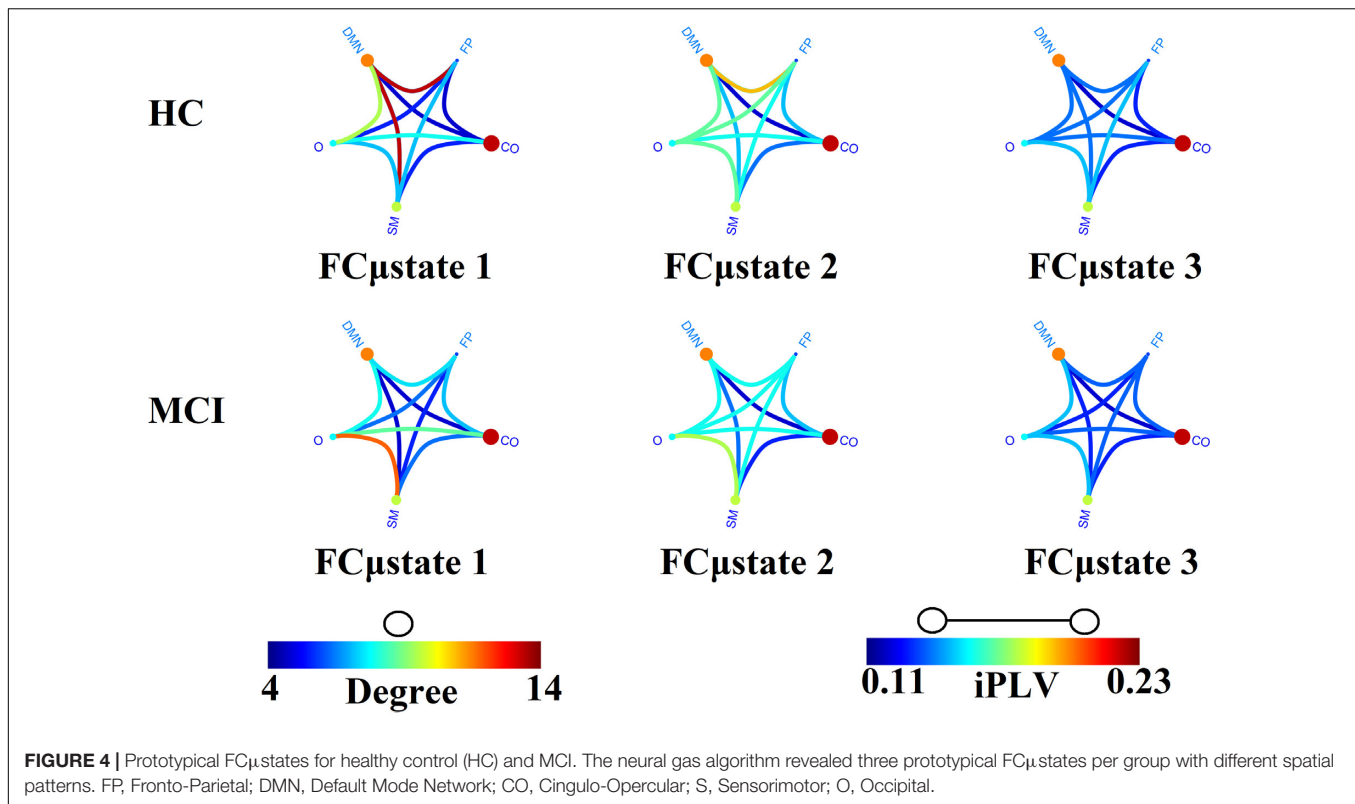 DMN FP DMN FP DMN FP
HC
O CO O CO O CO
SM SM SM
FCμstate 1 FCμstate 2 FCμstate 3
DMN FP DMN FP DMN FP
MCI
O CO O CO O CO
SM SM SM
FCμstate 1 FCμstate 2 FCμstate 3
4 Degree 14 0.11 iPLV 0.23
FIGURE 4 | Prototypical FCμstates for healthy control (HC) and MCI. The neural gas algorithm revealed three prototypical FCμstates per group with different spatial
patterns. FP, Fronto-Parietal; DMN, Default Mode Network; CO, Cingulo-Opercular; S, Sensorimotor; O, Occipital.